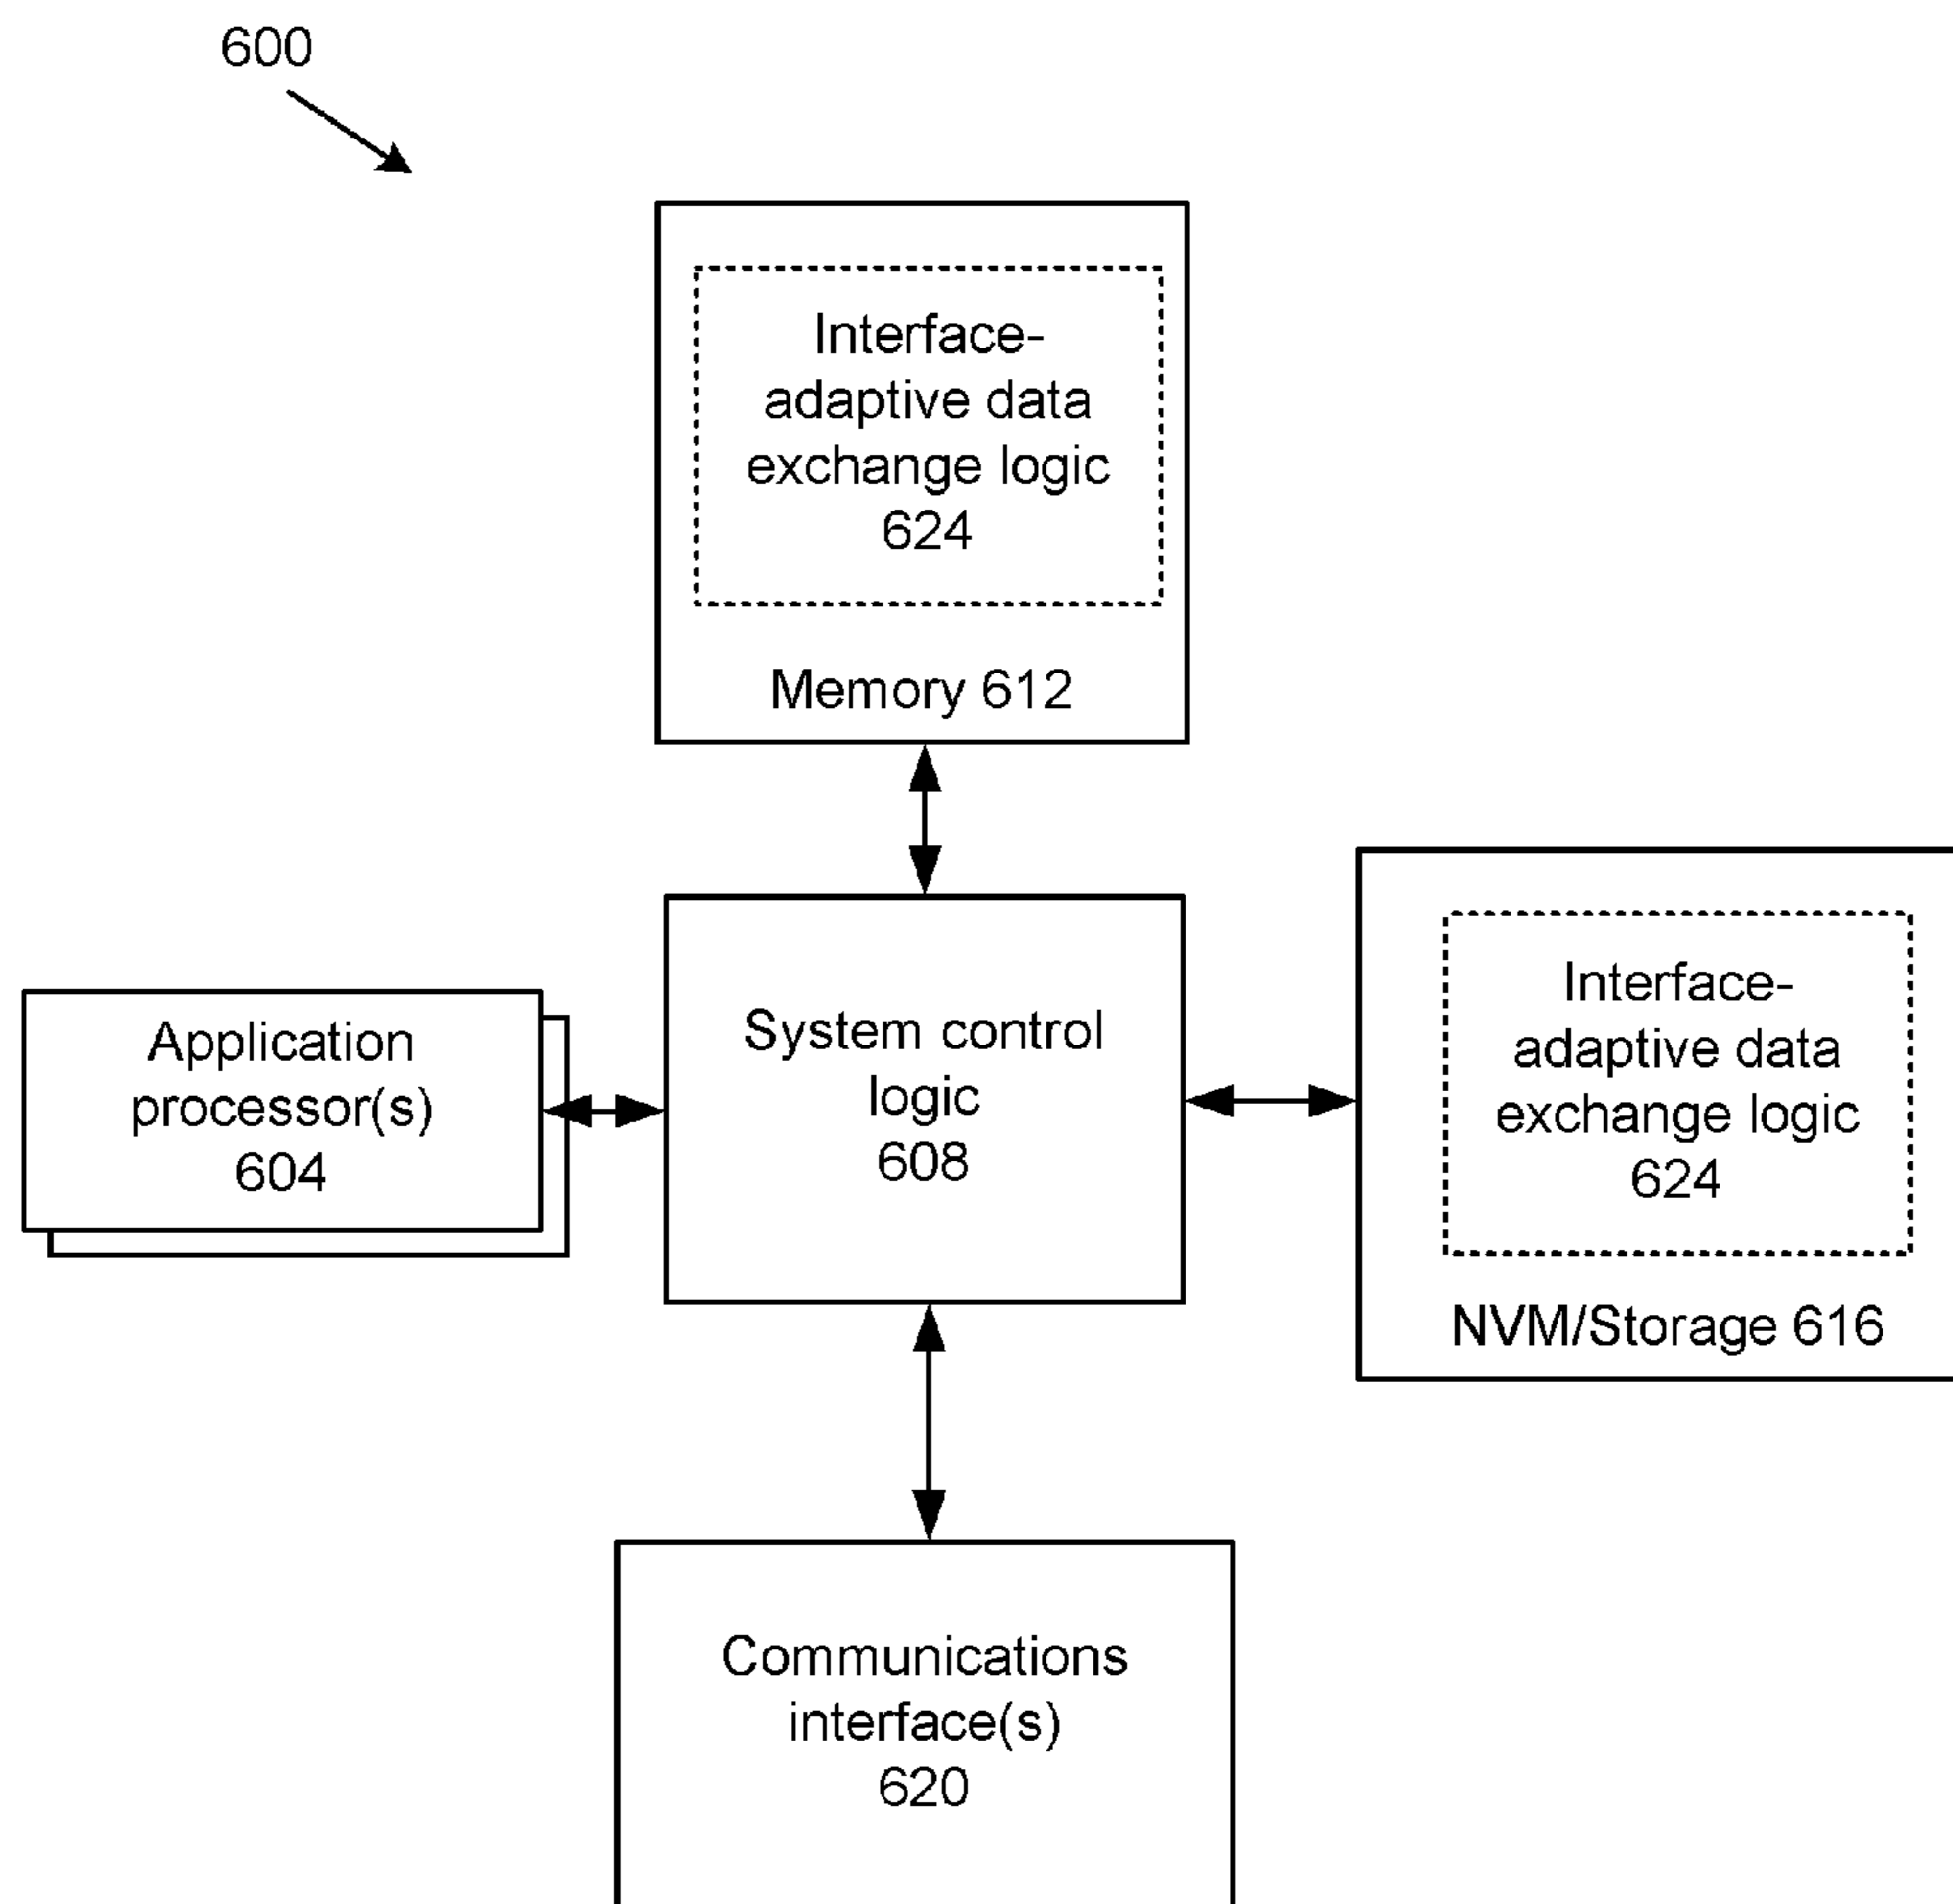 600
Interface-
adaptive data
exchange logic
624
Memory 612
Application
processor(s)
604
System control
logic
608
Interface-
adaptive data
exchange logic
624
NVM/Storage 616
Communications
interface(s)
620